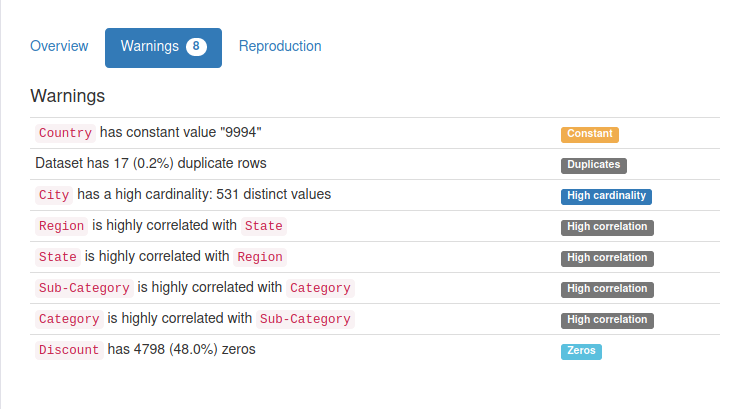 Overview Warnings 8 Reproduction
Warnings
Country has constant value "9994" Constant
Dataset has 17 (0.2%) duplicate rows Duplicates
City has a high cardinality: 531 distinct values High cardinality
Region is highly correlated with State High correlation
State is highly correlated with Region High correlation
Sub-Category is highly correlated with Category High correlation
Category is highly correlated with Sub-Category High correlation
Discount has 4798 (48.0%) zeros Zeros